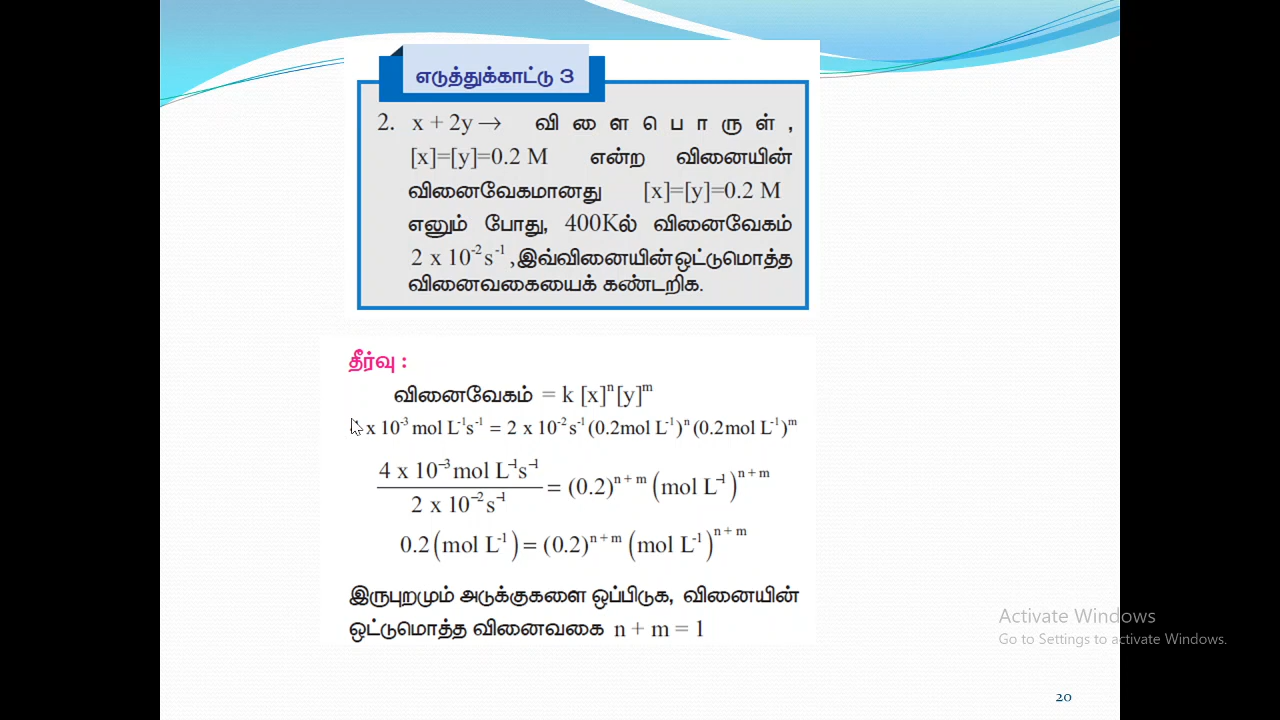 எடுத்துக்காட்டு 3
2. x + 2y → வி ளை பொ ரு ள் ,
[x]=[y]=0.2 M என்ற வினையின்
வினைவேகமானது [x]=[y]=0.2 M
எனும் போது, 400Kல் வினைவேகம்
2 x 10⁻² s⁻¹ ,இவ்வினையின் ஒட்டுமொத்த
வினைவகையைக் கண்டறிக.
தீர்வு :
வினைவேகம் = k [x]ⁿ[y]ᵐ
x 10⁻³ mol L⁻¹s⁻¹ = 2 x 10⁻² s⁻¹ (0.2mol L⁻¹)ⁿ (0.2mol L⁻¹)ᵐ
4 x 10⁻³ mol L⁻¹s⁻¹
2 x 10⁻² s⁻¹
= (0.2)ⁿ⁺ᵐ (mol L⁻¹)ⁿ⁺ᵐ
0.2 (mol L⁻¹) = (0.2)ⁿ⁺ᵐ (mol L⁻¹)ⁿ⁺ᵐ
இருபுறமும் அடுக்குகளை ஒப்பிடுக, வினையின்
ஒட்டுமொத்த வினைவகை n + m = 1
Activate Windows
Go to Settings to activate Windows.
20